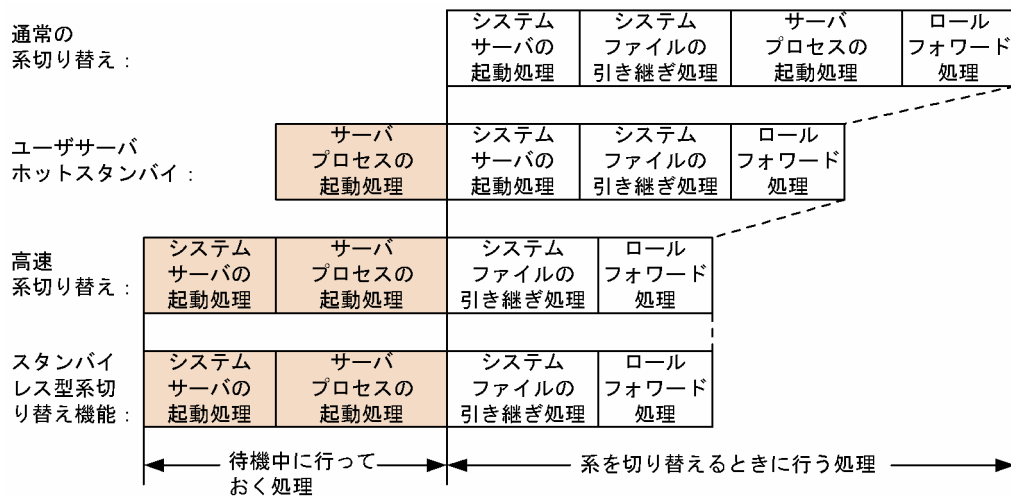 通常の
系切り替え：
システム
サーバの
起動処理
システム
ファイルの
引き継ぎ処理
サーバ
プロセスの
起動処理
ロール
フォワード
処理
ユーザサーバ
ホットスタンバイ：
サーバ
プロセスの
起動処理
システム
サーバの
起動処理
システム
ファイルの
引き継ぎ処理
ロール
フォワード
処理
高速
系切り替え：
システム
サーバの
起動処理
サーバ
プロセスの
起動処理
システム
ファイルの
引き継ぎ処理
ロール
フォワード
処理
スタンバイ
レス型系切
り替え機能：
システム
サーバの
起動処理
サーバ
プロセスの
起動処理
システム
ファイルの
引き継ぎ処理
ロール
フォワード
処理
待機中に行って
おく処理
系を切り替えるときに行う処理